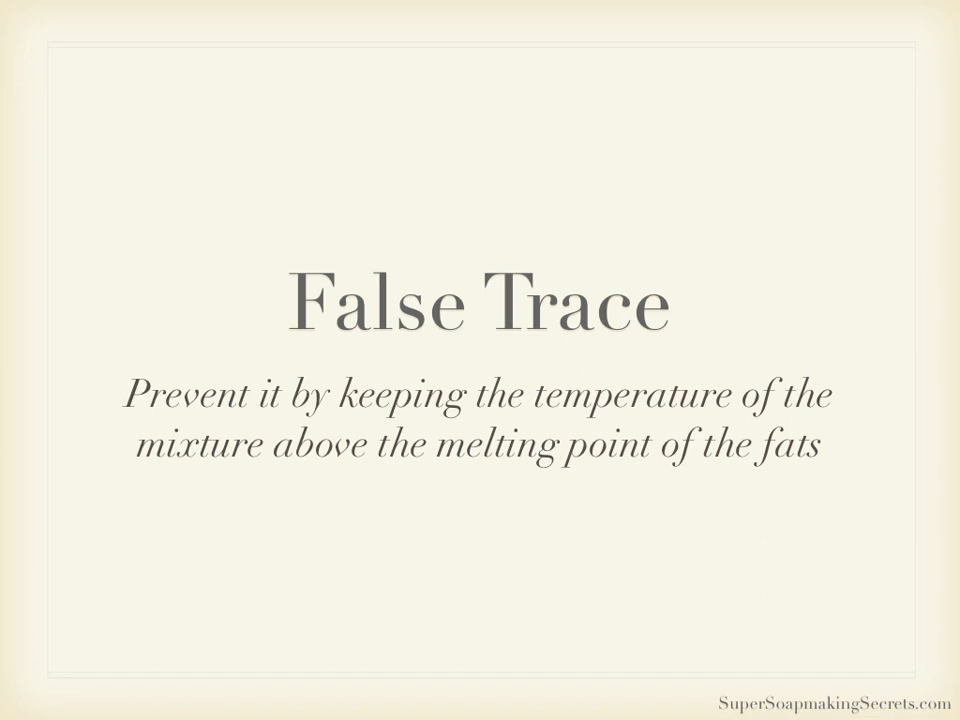 False Trace
Prevent it by keeping the temperature of the
mixture above the melting point of the fats
SuperSoapmakingSecrets.com